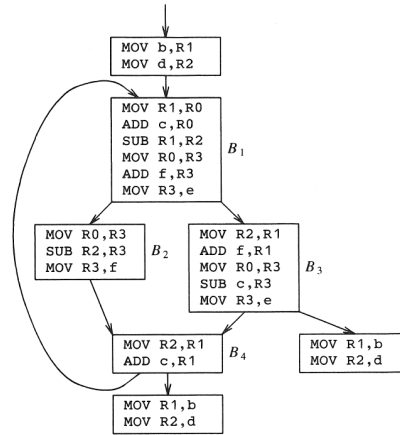 MOV b,R1
MOV d,R2
MOV R1,R0
ADD c,R0
SUB R1,R2
MOV R0,R3
ADD f,R3
MOV R3,e
B1
MOV R0,R3
SUB R2,R3
MOV R3,f
B2
MOV R2,R1
ADD f,R1
MOV R0,R3
SUB c,R3
MOV R3,e
B3
MOV R2,R1
ADD c,R1
B4
MOV R1,b
MOV R2,d
MOV R1,b
MOV R2,d